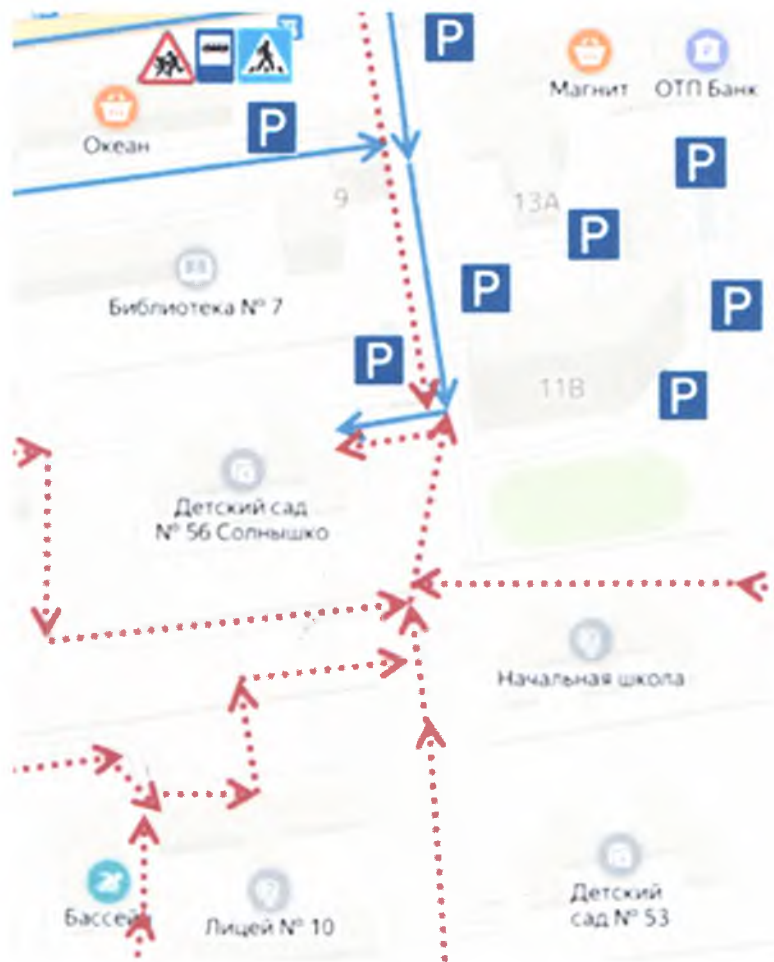 P
Магнит
ОТП Банк
Океан
P
P
9
13А
P
Библиотека № 7
P
P
P
11В
P
Детский сад
№ 56 Солнышко
Начальная школа
Бассейн
Лицей № 10
Детский
сад № 53